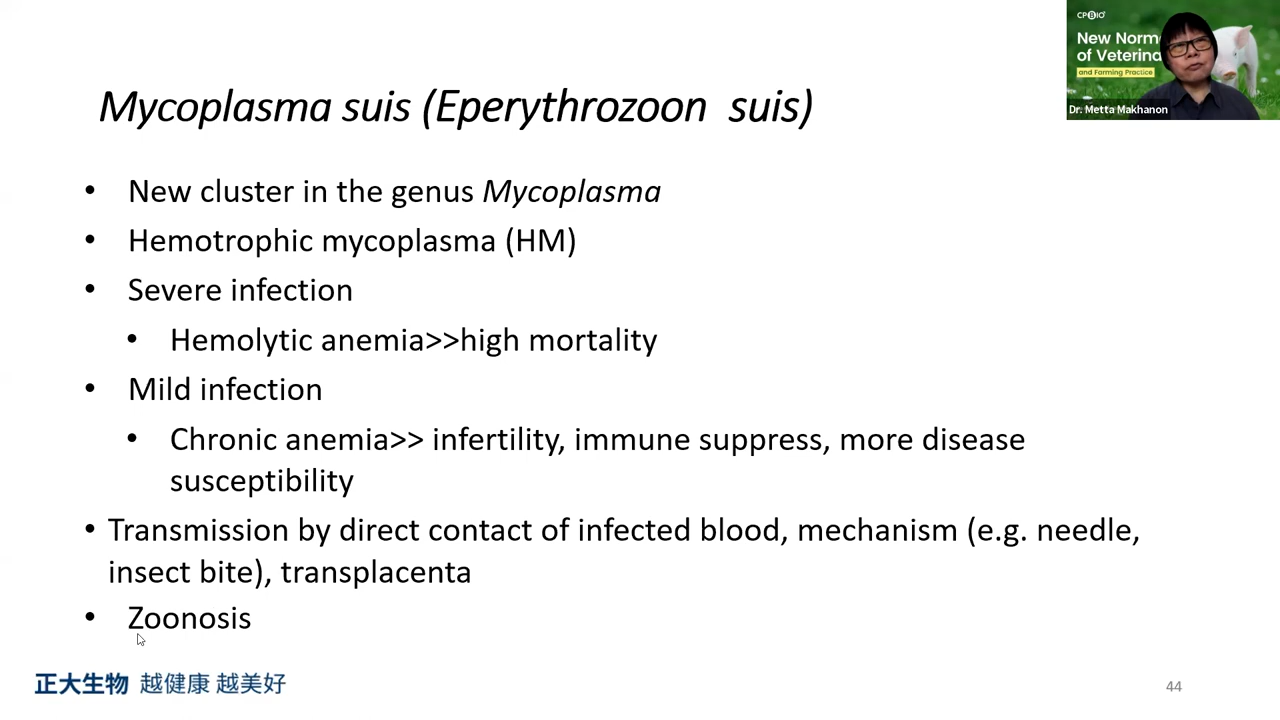 CPBIO
New Norm
of Veterina
and Farming Practice
Dr. Metta Makhanon
Mycoplasma suis (Eperythrozoon suis)
• New cluster in the genus Mycoplasma
• Hemotrophic mycoplasma (HM)
• Severe infection
• Hemolytic anemia>>high mortality
• Mild infection
• Chronic anemia>> infertility, immune suppress, more disease
susceptibility
• Transmission by direct contact of infected blood, mechanism (e.g. needle,
insect bite), transplacenta
• Zoonosis
正大生物 越健康 越美好
44